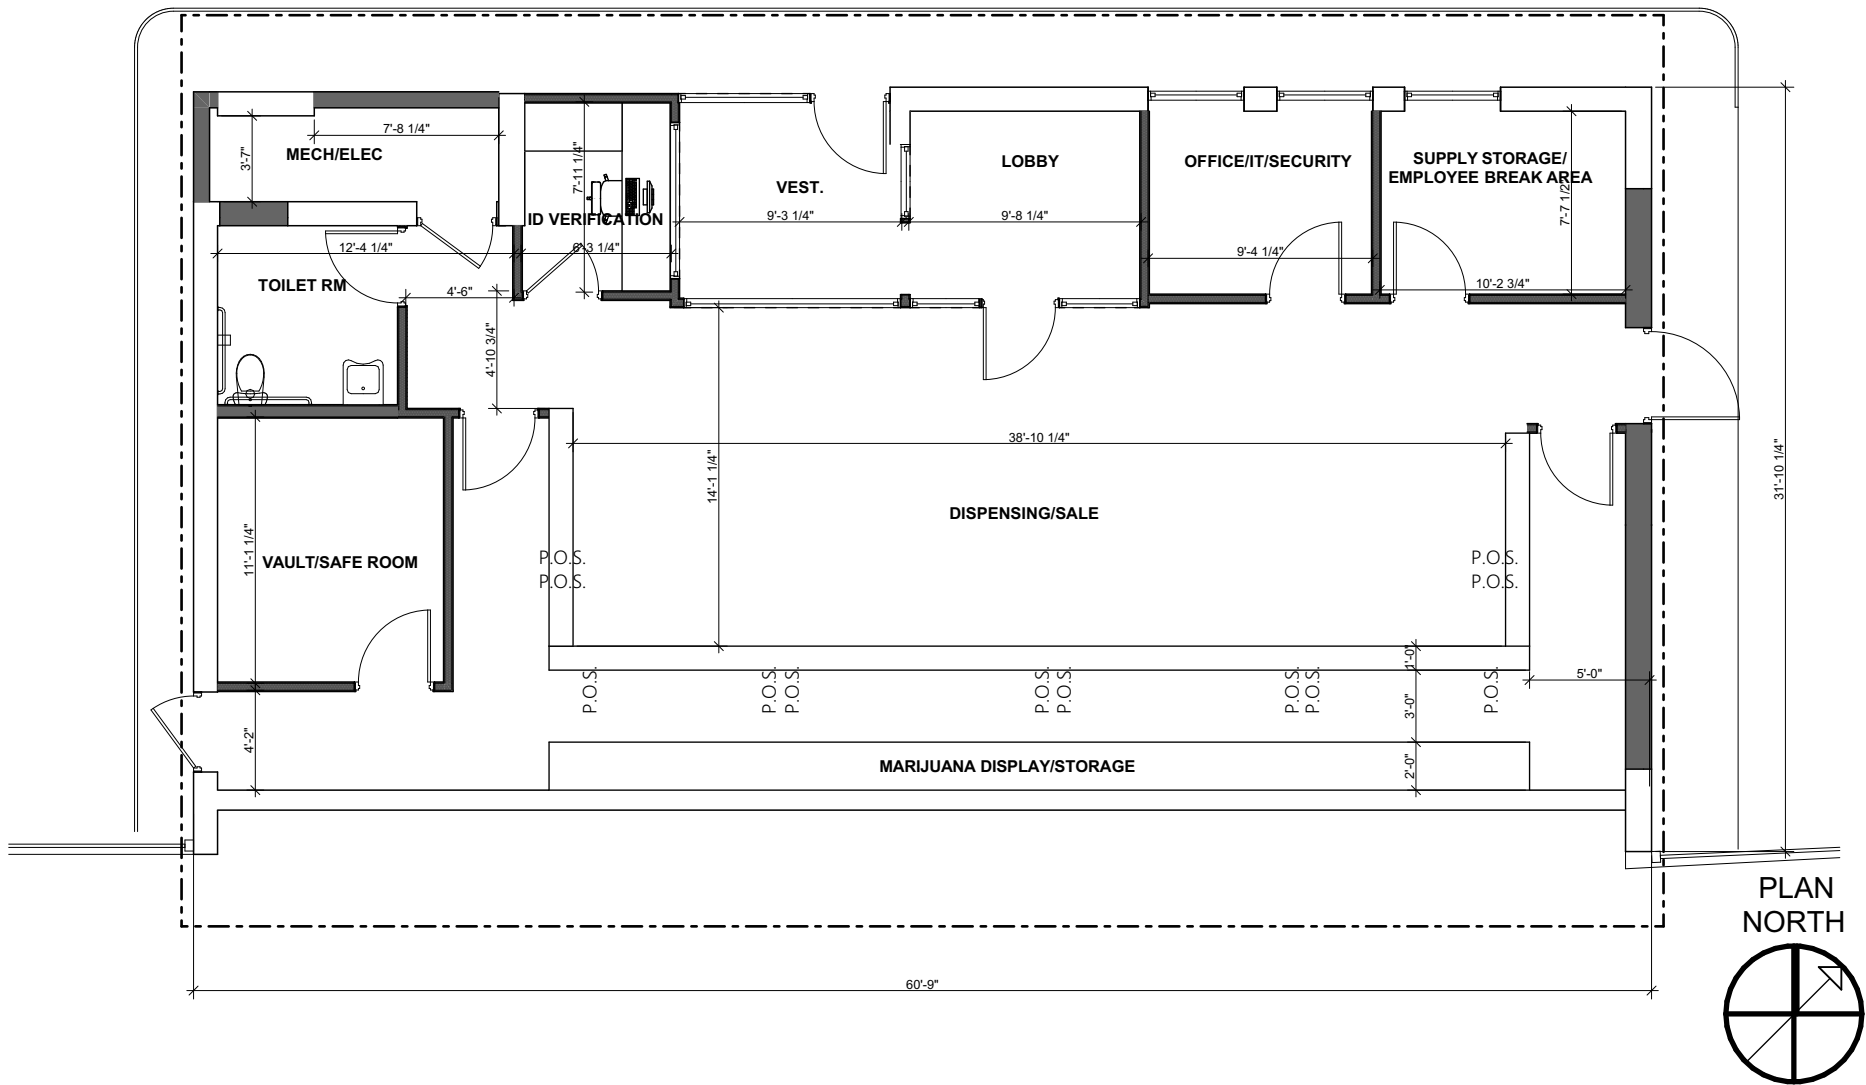 7'-8 1/4"
3'-7"
MECH/ELEC
7'-11 1/4"
ID VERIFICATION
VEST.
LOBBY
OFFICE/IT/SECURITY
SUPPLY STORAGE/
EMPLOYEE BREAK AREA
7'-7 1/2"
9'-3 1/4"
9'-8 1/4"
12'-4 1/4"
6'-3 1/4"
9'-4 1/4"
10'-2 3/4"
TOILET RM
4'-6"
4'-10 3/4"
38'-10 1/4"
14'-1 1/4"
31'-10 1/4"
DISPENSING/SALE
11'-1 1/4"
VAULT/SAFE ROOM
P.O.S.
P.O.S.
P.O.S.
P.O.S.
1'-0"
5'-0"
P.O.S.
P.O.S.
P.O.S.
P.O.S.
P.O.S.
P.O.S.
P.O.S.
P.O.S.
3'-0"
4'-2"
MARIJUANA DISPLAY/STORAGE
2'-0"
PLAN
NORTH
60'-9"